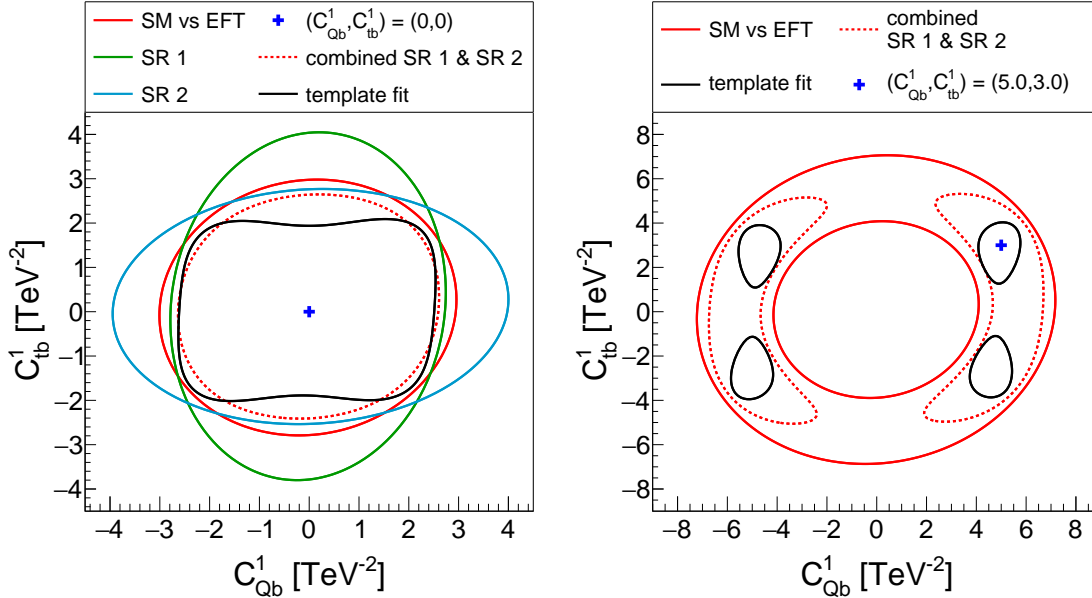 SM vs EFT
(C¹_Qb,C¹_tb) = (0,0)
SR 1
combined SR 1 & SR 2
SR 2
template fit
4
3
2
1
0
−1
−2
−3
−4
C¹_tb [TeV⁻²]
−4 −3 −2 −1 0 1 2 3 4
C¹_Qb [TeV⁻²]
SM vs EFT
combined
SR 1 & SR 2
template fit
(C¹_Qb,C¹_tb) = (5.0,3.0)
8
6
4
2
0
−2
−4
−6
−8
C¹_tb [TeV⁻²]
−8 −6 −4 −2 0 2 4 6 8
C¹_Qb [TeV⁻²]